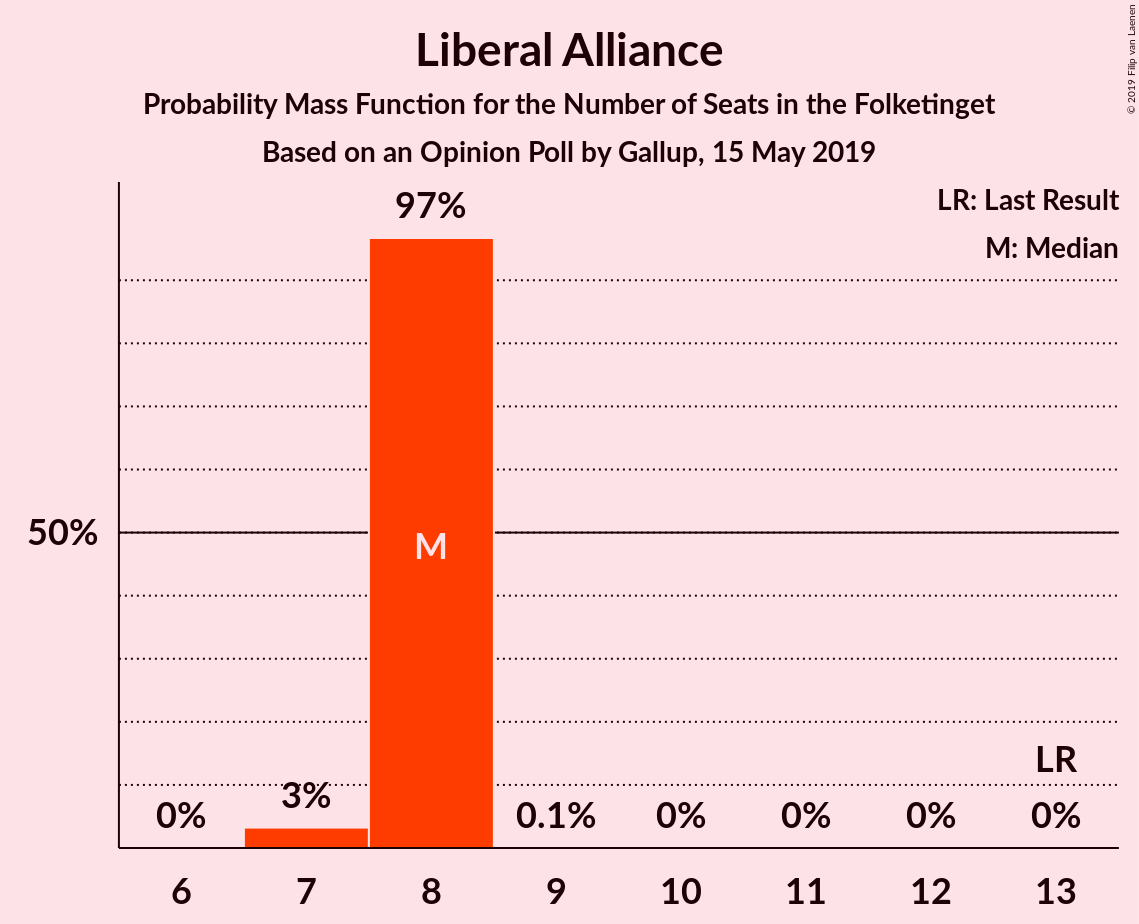 Liberal Alliance
Probability Mass Function for the Number of Seats in the Folketinget
Based on an Opinion Poll by Gallup, 15 May 2019
© 2019 Filip van Laenen
LR: Last Result
M: Median
97%
50%
M
LR
0%
3%
0.1%
0%
0%
0%
0%
6
7
8
9
10
11
12
13